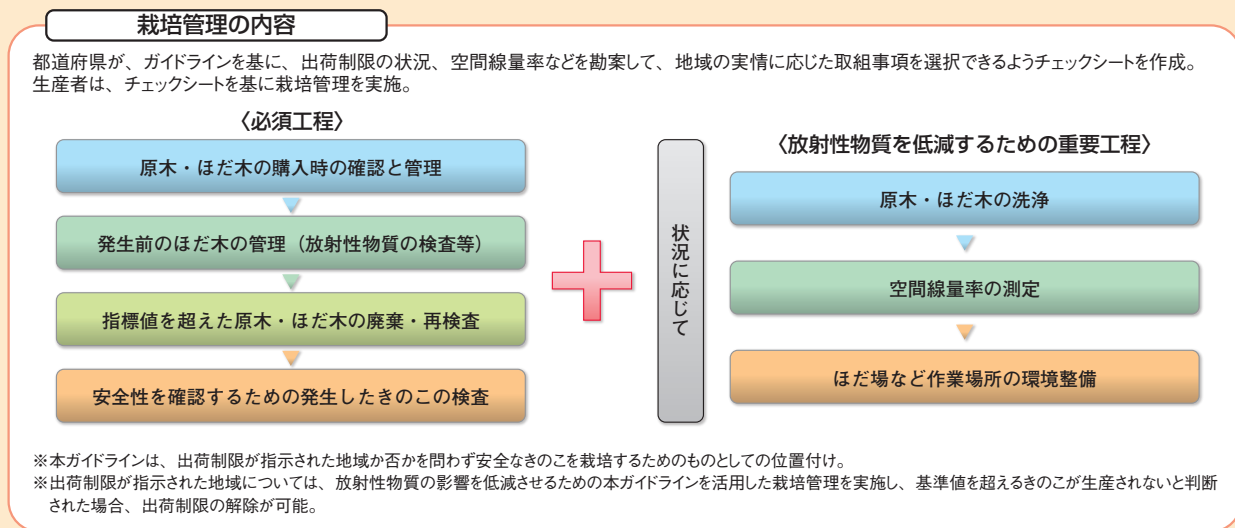 栽培管理の内容
都道府県が、ガイドラインを基に、出荷制限の状況、空間線量率などを勘案して、地域の実情に応じた取組事項を選択できるようチェックシートを作成。
生産者は、チェックシートを基に栽培管理を実施。
〈必須工程〉
原木・ほだ木の購入時の確認と管理
発生前のほだ木の管理（放射性物質の検査等）
指標値を超えた原木・ほだ木の廃棄・再検査
安全性を確認するための発生したきのこの検査
状況に応じて
〈放射性物質を低減するための重要工程〉
原木・ほだ木の洗浄
空間線量率の測定
ほだ場など作業場所の環境整備
※本ガイドラインは、出荷制限が指示された地域か否かを問わず安全なきのこを栽培するためのものとしての位置付け。
※出荷制限が指示された地域については、放射性物質の影響を低減させるための本ガイドラインを活用した栽培管理を実施し、基準値を超えるきのこが生産されないと判断
された場合、出荷制限の解除が可能。